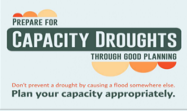 PREPARE FOR
CAPACITY DROUGHTS
THROUGH GOOD PLANNING
Don't prevent a drought by causing a flood somewhere else.
Plan your capacity appropriately.